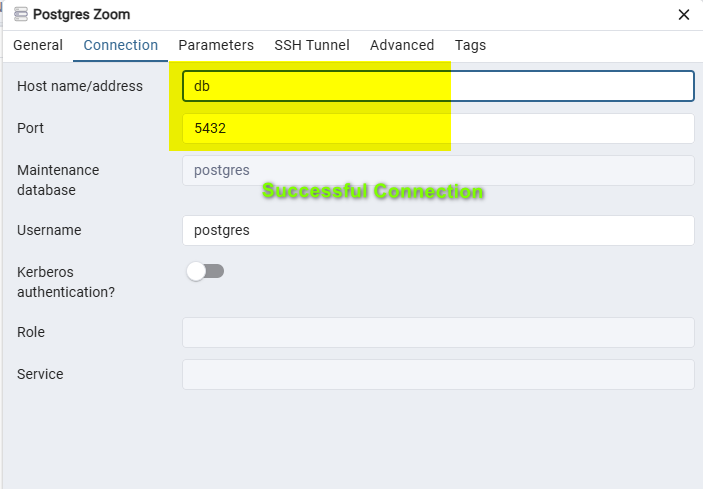 Postgres Zoom
General Connection Parameters SSH Tunnel Advanced Tags
Host name/address db
Port 5432
Maintenance
database
postgres
Successful Connection
Username postgres
Kerberos
authentication?
Role
Service